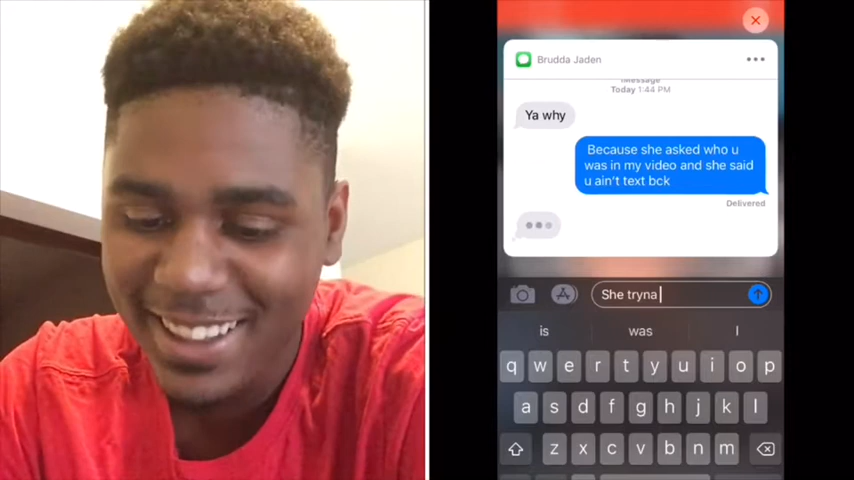 Brudda Jaden
iMessage
Today 1:44 PM
Ya why
Because she asked who u
was in my video and she said
u ain't text bck
Delivered
She tryna
is was I
q w e r t y u i o p
a s d f g h j k l
z x c v b n m